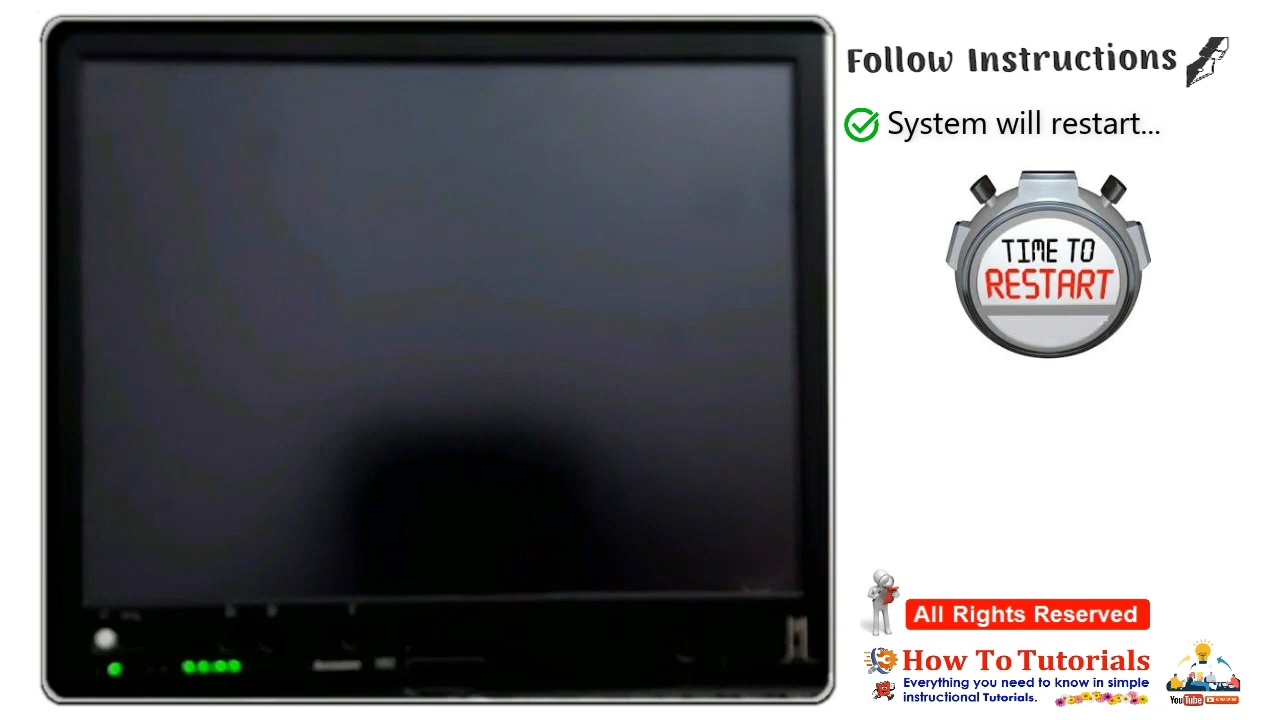 Follow Instructions
System will restart...
TIME TO
RESTART
All Rights Reserved
How To Tutorials
Everything you need to know in simple
instructional Tutorials.
YouTube